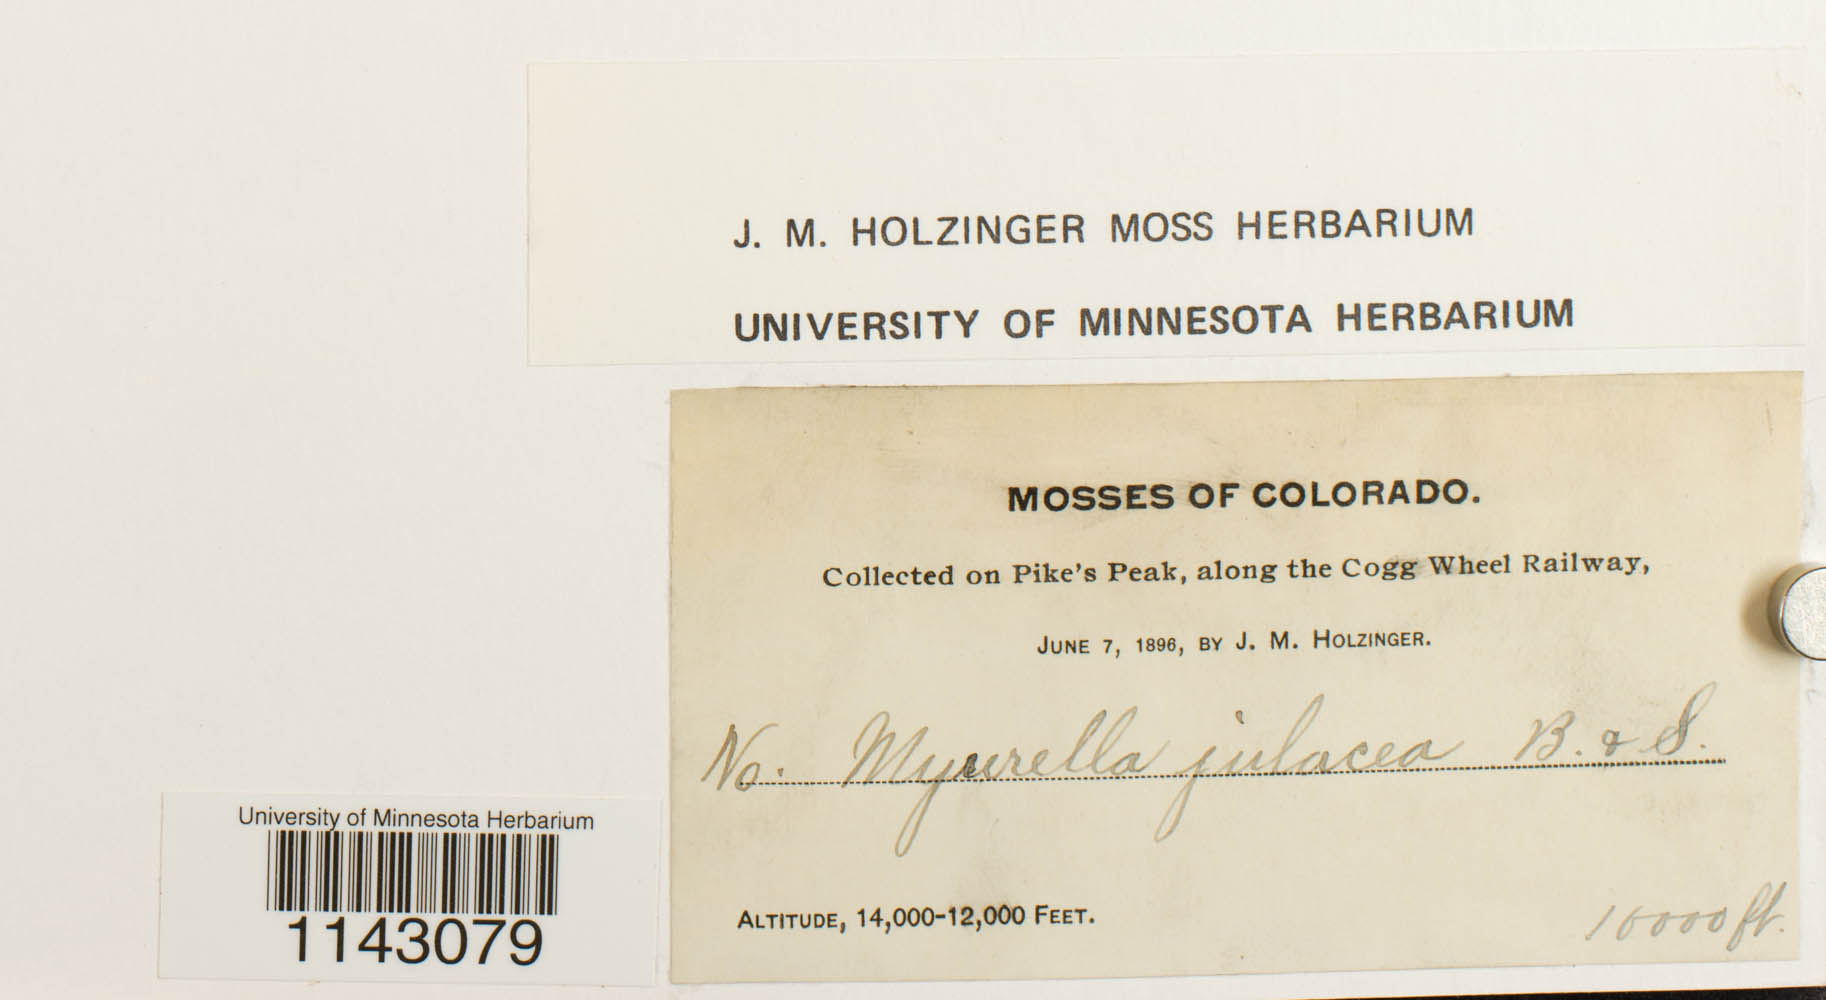 J. M. HOLZINGER MOSS HERBARIUM
UNIVERSITY OF MINNESOTA HERBARIUM
MOSSES OF COLORADO.
Collected on Pike's Peak, along the Cogg Wheel Railway,
JUNE 7, 1896, BY J. M. HOLZINGER.
No. Myurella julacea B. & S.
ALTITUDE, 14,000-12,000 FEET.
10000 ft.
University of Minnesota Herbarium
1143079